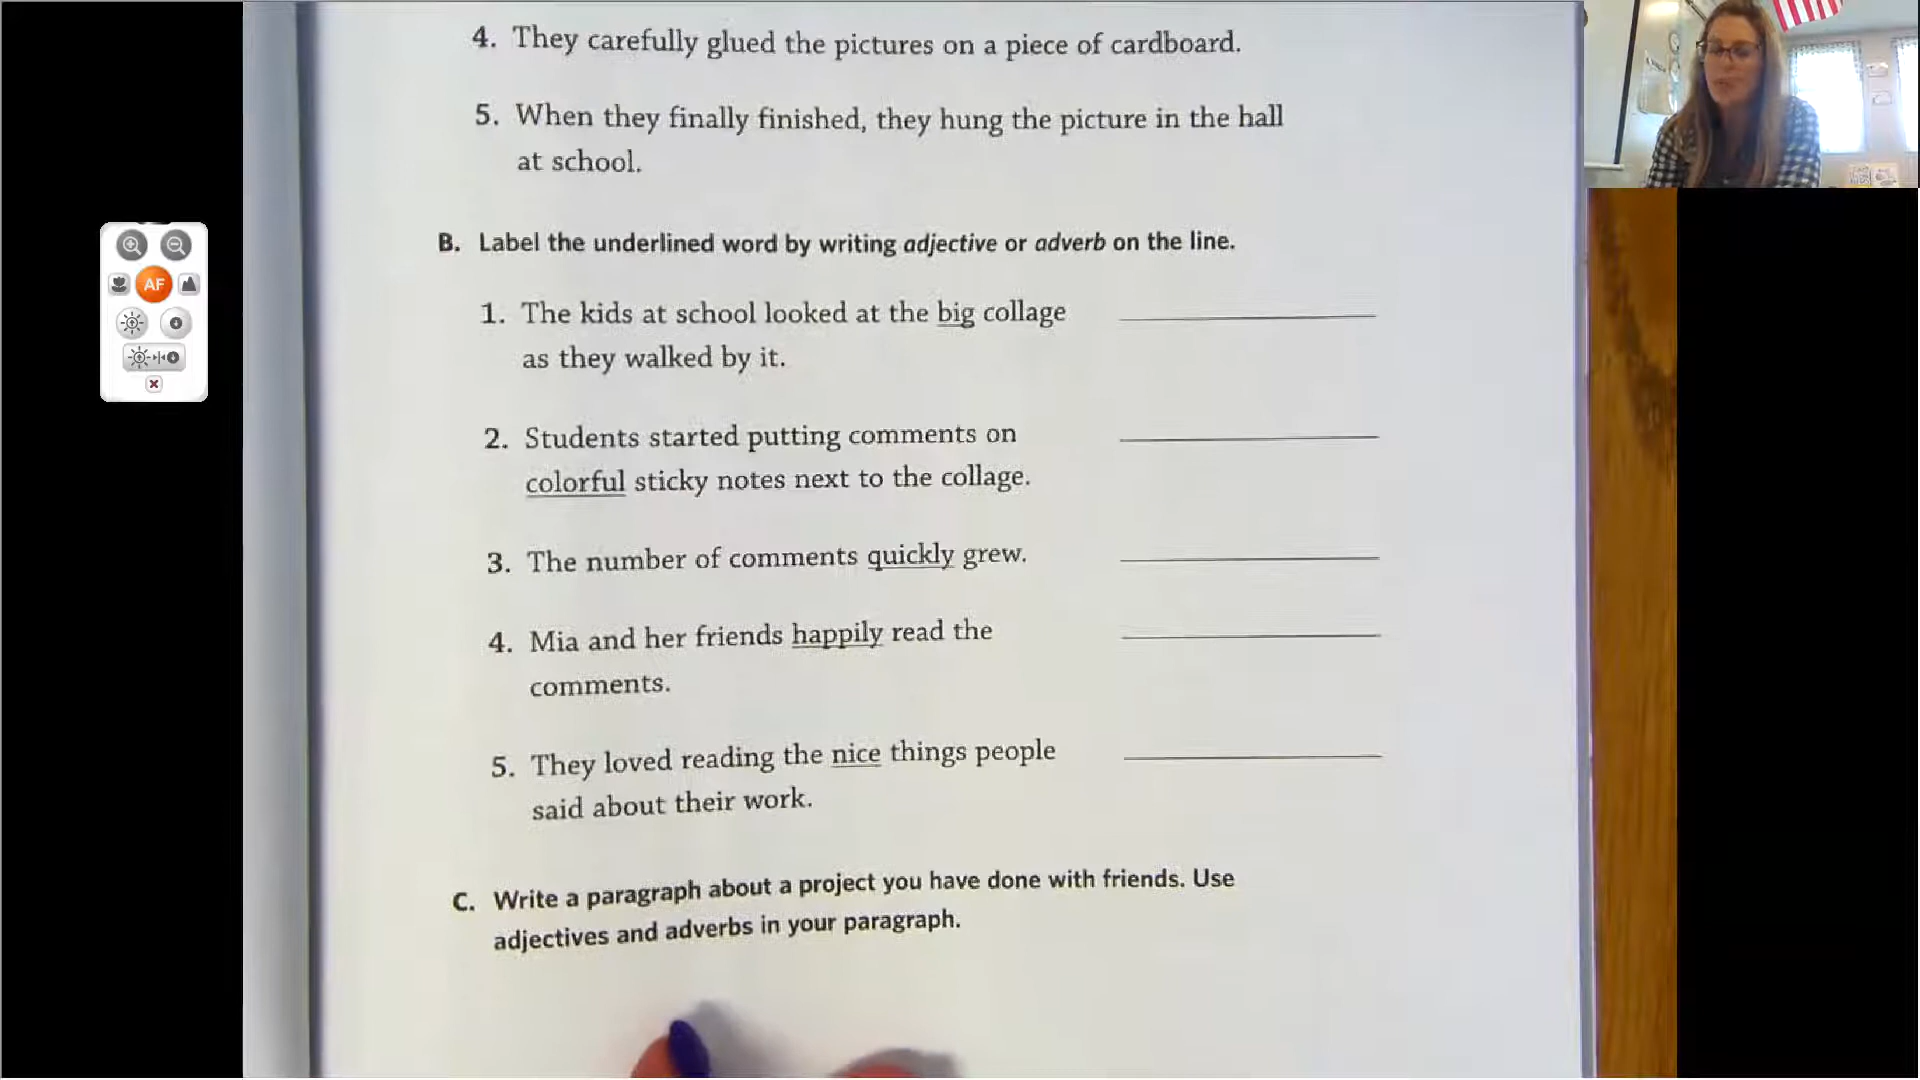 4. They carefully glued the pictures on a piece of cardboard.
5. When they finally finished, they hung the picture in the hall
at school.
B. Label the underlined word by writing adjective or adverb on the line.
1. The kids at school looked at the big collage
as they walked by it.
2. Students started putting comments on
colorful sticky notes next to the collage.
3. The number of comments quickly grew.
4. Mia and her friends happily read the
comments.
5. They loved reading the nice things people
said about their work.
C. Write a paragraph about a project you have done with friends. Use
adjectives and adverbs in your paragraph.
AF